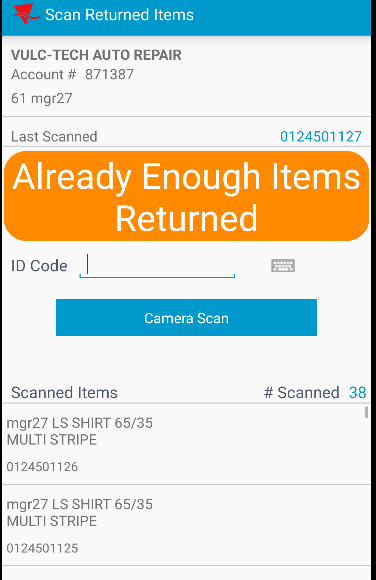 Scan Returned Items
VULC-TECH AUTO REPAIR
Account # 871387
61 mgr27
Last Scanned 0124501127
Already Enough Items
Returned
ID Code
Camera Scan
Scanned Items # Scanned 38
mgr27 LS SHIRT 65/35
MULTI STRIPE
0124501126
mgr27 LS SHIRT 65/35
MULTI STRIPE
0124501125